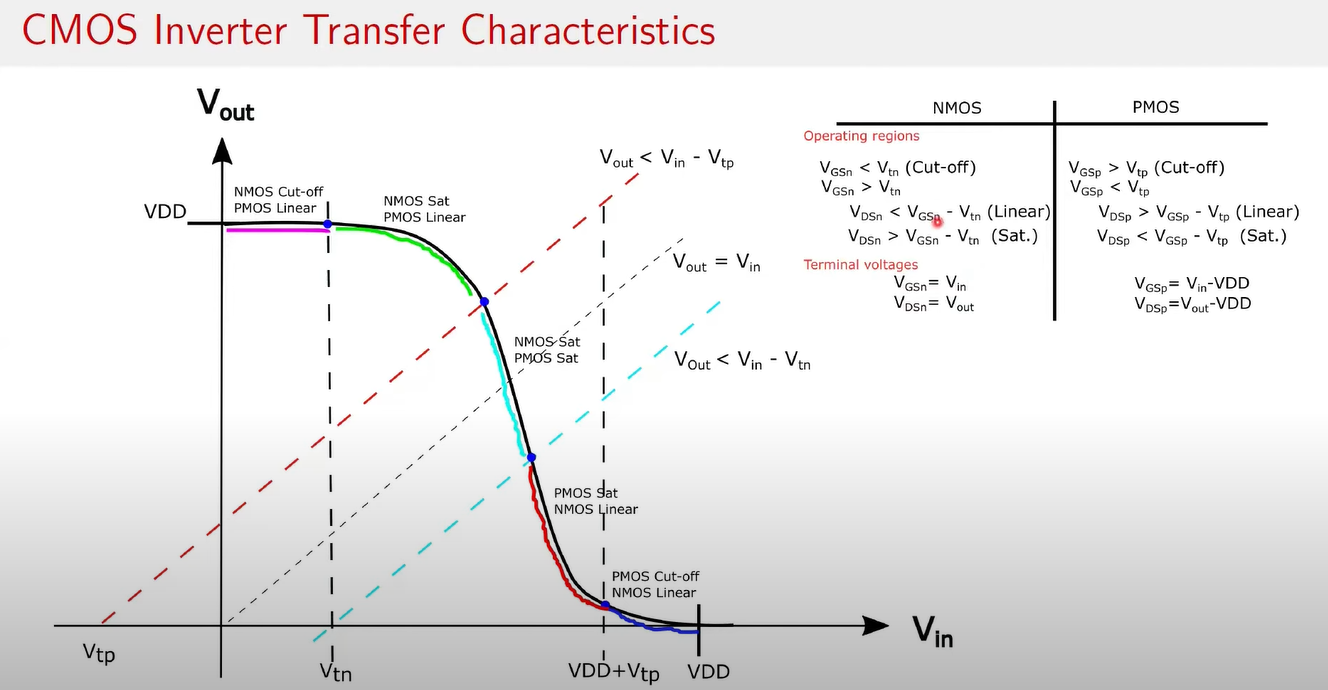 CMOS Inverter Transfer Characteristics
Vout
VDD
NMOS Cut-off
PMOS Linear
NMOS Sat
PMOS Linear
Vout < Vin - Vtp
Vout = Vin
NMOS Sat
PMOS Sat
VOut < Vin - Vtn
PMOS Sat
NMOS Linear
PMOS Cut-off
NMOS Linear
Vin
Vtp
Vtn
VDD+Vtp
VDD
NMOS
PMOS
Operating regions
VGSn < Vtn (Cut-off)
VGSn > Vtn
VDSn < VGSn - Vtn (Linear)
VDSn > VGSn - Vtn (Sat.)
VGSp > Vtp (Cut-off)
VGSp < Vtp
VDSp > VGSp - Vtp (Linear)
VDSp < VGSp - Vtp (Sat.)
Terminal voltages
VGSn= Vin
VDSn= Vout
VGSp= Vin-VDD
VDSp=Vout-VDD